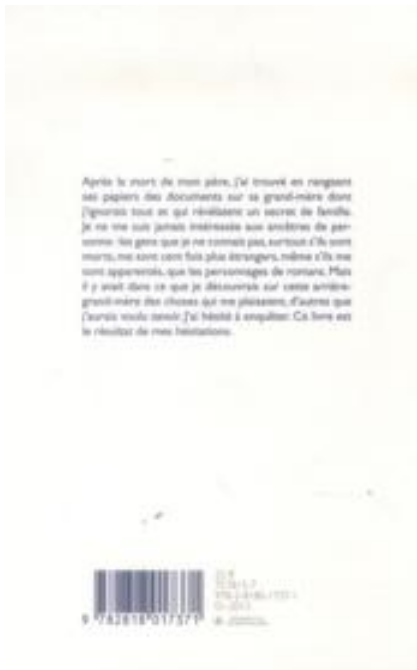 Après la mort de mon père, j'ai trouvé en rangeant
ses papiers des documents sur sa grand-mère dont
j'ignorais tout et qui révélaient un secret de famille.
Je ne me suis jamais intéressée aux ancêtres de per-
sonne: les gens que je ne connais pas, surtout s'ils sont
morts, me sont cent fois plus étrangers, même s'ils me
sont apparentés, que les personnages de romans. Mais
il y avait dans ce que je découvrais sur cette arrière-
grand-mère des choses qui me plaisaient, d'autres que
j'aurais voulu savoir. J'ai hésité à enquêter. Ce livre est
le résultat de mes hésitations.
9 782818 017371